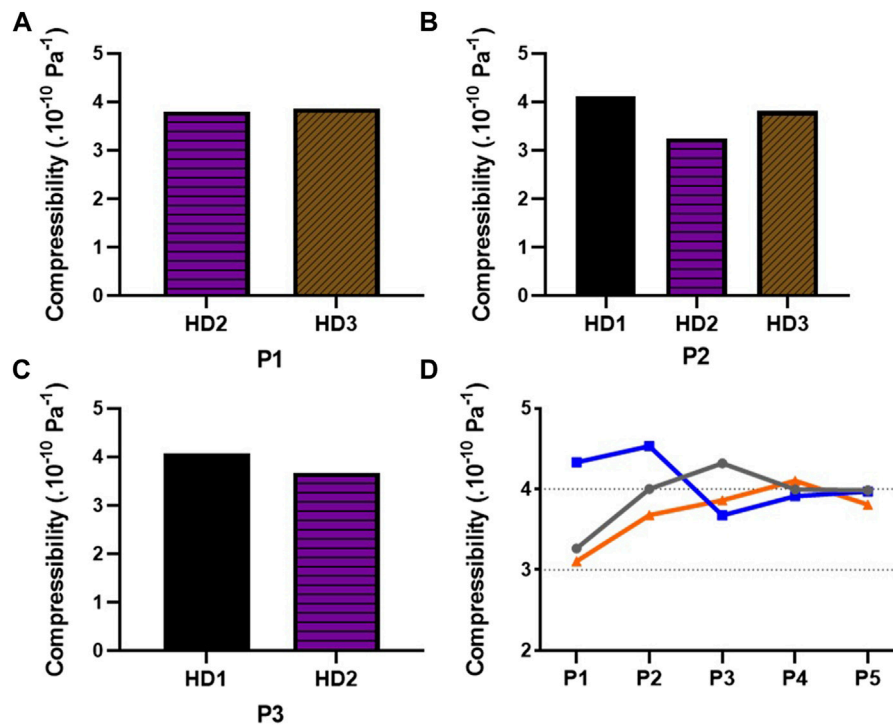 A
Compressibility (.10-10 Pa-1)
5
4
3
2
1
0
HD2 HD3
P1
B
Compressibility (.10-10 Pa-1)
5
4
3
2
1
0
HD1 HD2 HD3
P2
C
Compressibility (.10-10 Pa-1)
5
4
3
2
1
0
HD1 HD2
P3
D
Compressibility (.10-10 Pa-1)
5
4
3
2
P1 P2 P3 P4 P5